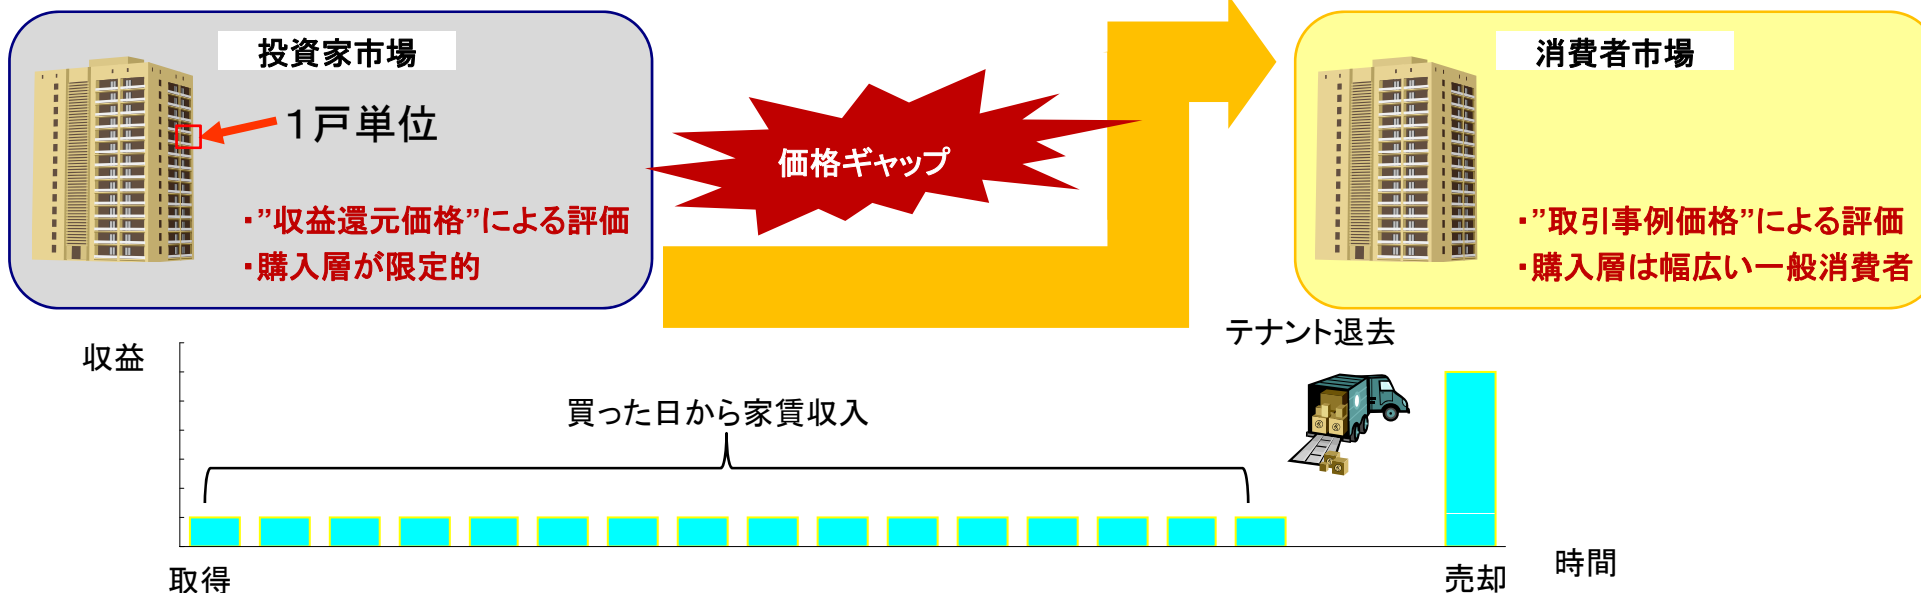 投資家市場
1戸単位
・”収益還元価格”による評価
・購入層が限定的
価格ギャップ
消費者市場
・”取引事例価格”による評価
・購入層は幅広い一般消費者
テナント退去
収益
買った日から家賃収入
取得
売却
時間